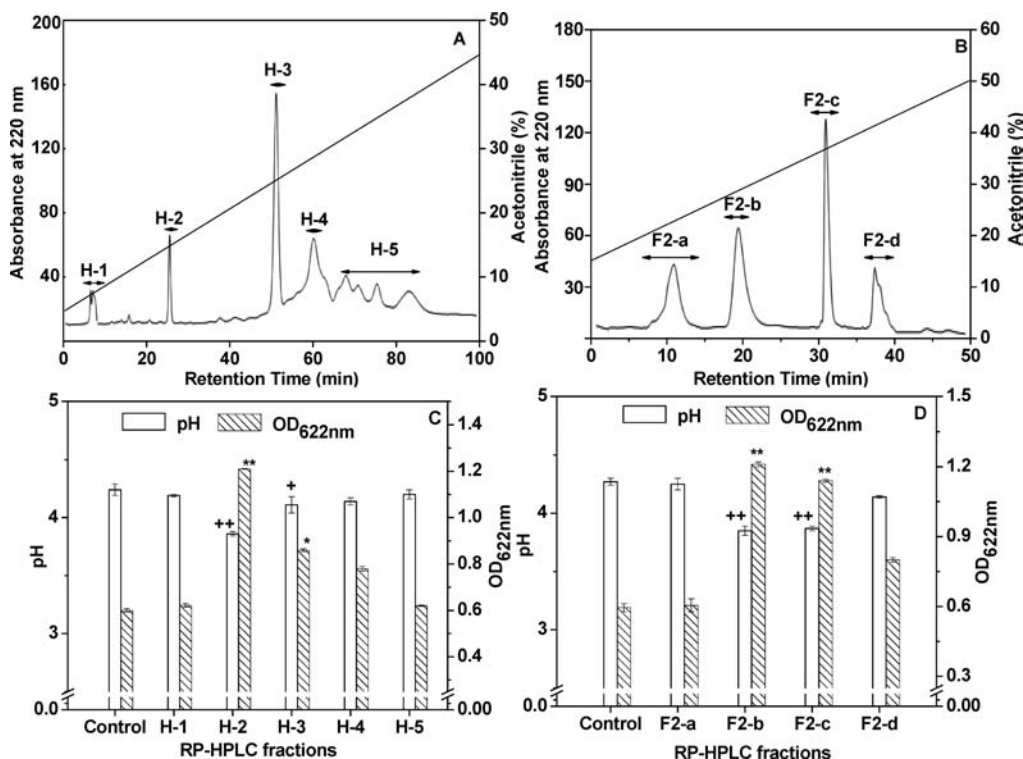 A
Absorbance at 220 nm
200
160
120
80
40
50
40
30
20
10
0
Acetonitrile (%)
H-1
H-2
H-3
H-4
H-5
0 20 40 60 80 100
Retention Time (min)
B
Absorbance at 220 nm
180
150
120
90
60
30
60
50
40
30
20
10
0
Acetonitrile (%)
F2-a
F2-b
F2-c
F2-d
0 10 20 30 40 50
Retention Time (min)
C
pH
OD622nm
5
4
3
0.0
pH
1.4
1.2
1.0
0.8
0.6
0.4
0.0
OD622nm
++
**
+
*
Control H-1 H-2 H-3 H-4 H-5
RP-HPLC fractions
D
pH
OD622nm
5
4
3
0.0
pH
1.5
1.2
0.9
0.6
0.3
0.0
OD622nm
++
**
++
**
Control F2-a F2-b F2-c F2-d
RP-HPLC fractions